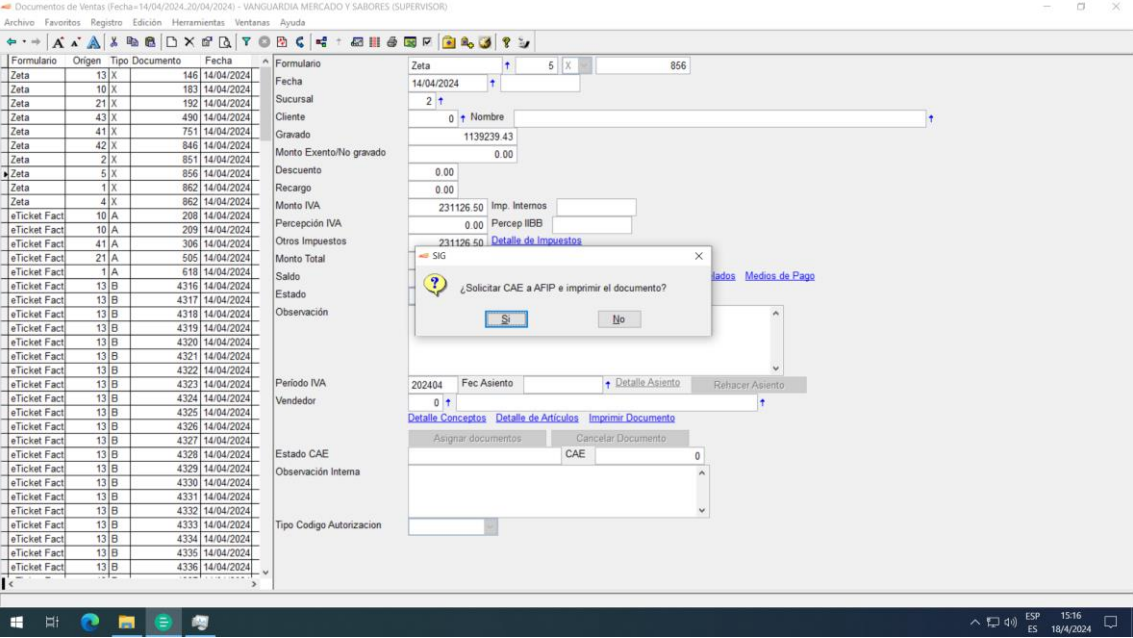 Documentos de Ventas (Fecha=14/04/2024..20/04/2024) - VANGUARDIA MERCADO Y SABORES (SUPERVISOR)
Archivo Favoritos Registro Edición Herramientas Ventanas Ayuda
Formulario Origen Tipo Documento Fecha
Zeta 13 X 146 14/04/2024
Zeta 10 X 183 14/04/2024
Zeta 21 X 192 14/04/2024
Zeta 43 X 490 14/04/2024
Zeta 41 X 751 14/04/2024
Zeta 42 X 846 14/04/2024
Zeta 2 X 851 14/04/2024
Zeta 5 X 856 14/04/2024
Zeta 1 X 862 14/04/2024
Zeta 4 X 862 14/04/2024
eTicket Fact 10 A 208 14/04/2024
eTicket Fact 10 A 209 14/04/2024
eTicket Fact 41 A 306 14/04/2024
eTicket Fact 21 A 505 14/04/2024
eTicket Fact 1 A 618 14/04/2024
eTicket Fact 13 B 4316 14/04/2024
eTicket Fact 13 B 4317 14/04/2024
eTicket Fact 13 B 4318 14/04/2024
eTicket Fact 13 B 4319 14/04/2024
eTicket Fact 13 B 4320 14/04/2024
eTicket Fact 13 B 4321 14/04/2024
eTicket Fact 13 B 4322 14/04/2024
eTicket Fact 13 B 4323 14/04/2024
eTicket Fact 13 B 4324 14/04/2024
eTicket Fact 13 B 4325 14/04/2024
eTicket Fact 13 B 4326 14/04/2024
eTicket Fact 13 B 4327 14/04/2024
eTicket Fact 13 B 4328 14/04/2024
eTicket Fact 13 B 4329 14/04/2024
eTicket Fact 13 B 4330 14/04/2024
eTicket Fact 13 B 4331 14/04/2024
eTicket Fact 13 B 4332 14/04/2024
eTicket Fact 13 B 4333 14/04/2024
eTicket Fact 13 B 4334 14/04/2024
eTicket Fact 13 B 4335 14/04/2024
eTicket Fact 13 B 4336 14/04/2024
Formulario Zeta 5 X 856
Fecha 14/04/2024
Sucursal 2
Cliente 0 Nombre
Gravado 1139239.43
Monto Exento/No gravado 0.00
Descuento 0.00
Recargo 0.00
Monto IVA 231126.50 Imp. Internos
Percepción IVA 0.00 Percep IIBB
Otros Impuestos 231126.50 Detalle de Impuestos
Monto Total
Saldo lados Medios de Pago
Estado
Observación
SIG
¿Solicitar CAE a AFIP e imprimir el documento?
Si No
Período IVA 202404 Fec Asiento Detalle Asiento Rehacer Asiento
Vendedor 0
Detalle Conceptos Detalle de Artículos Imprimir Documento
Asignar documentos Cancelar Documento
Estado CAE CAE 0
Observación Interna
Tipo Codigo Autorizacion
ESP 15:16
ES 18/4/2024